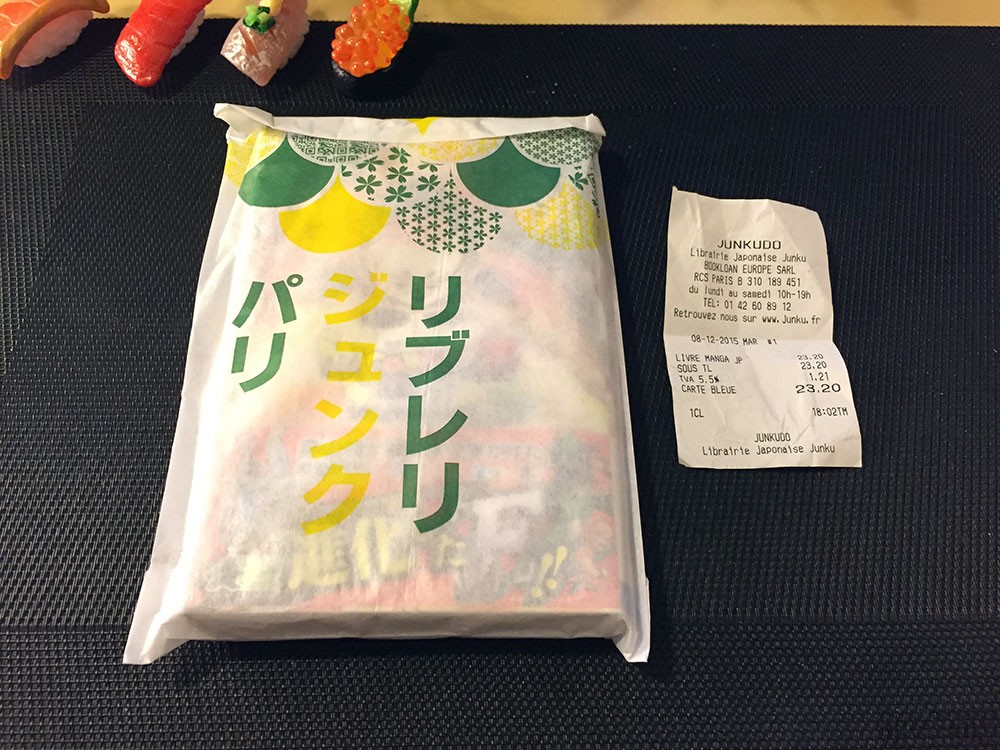 リブレリ
ジュンク
パリ
進化
!!
JUNKUDO
Librairie Japonaise Junku
BOOKLOAN EUROPE SARL
RCS PARIS B 310 189 451
du lundi au samedi 10h-19h
TEL: 01 42 60 89 12
Retrouvez nous sur www.Junku.fr
08-12-2015 MAR #1
LIVRE MANGA JP 23.20
SOUS TL 23.20
TVA 5.5% 1.21
CARTE BLEUE 23.20
1CL 18:02TM
JUNKUDO
Librairie Japonaise Junku